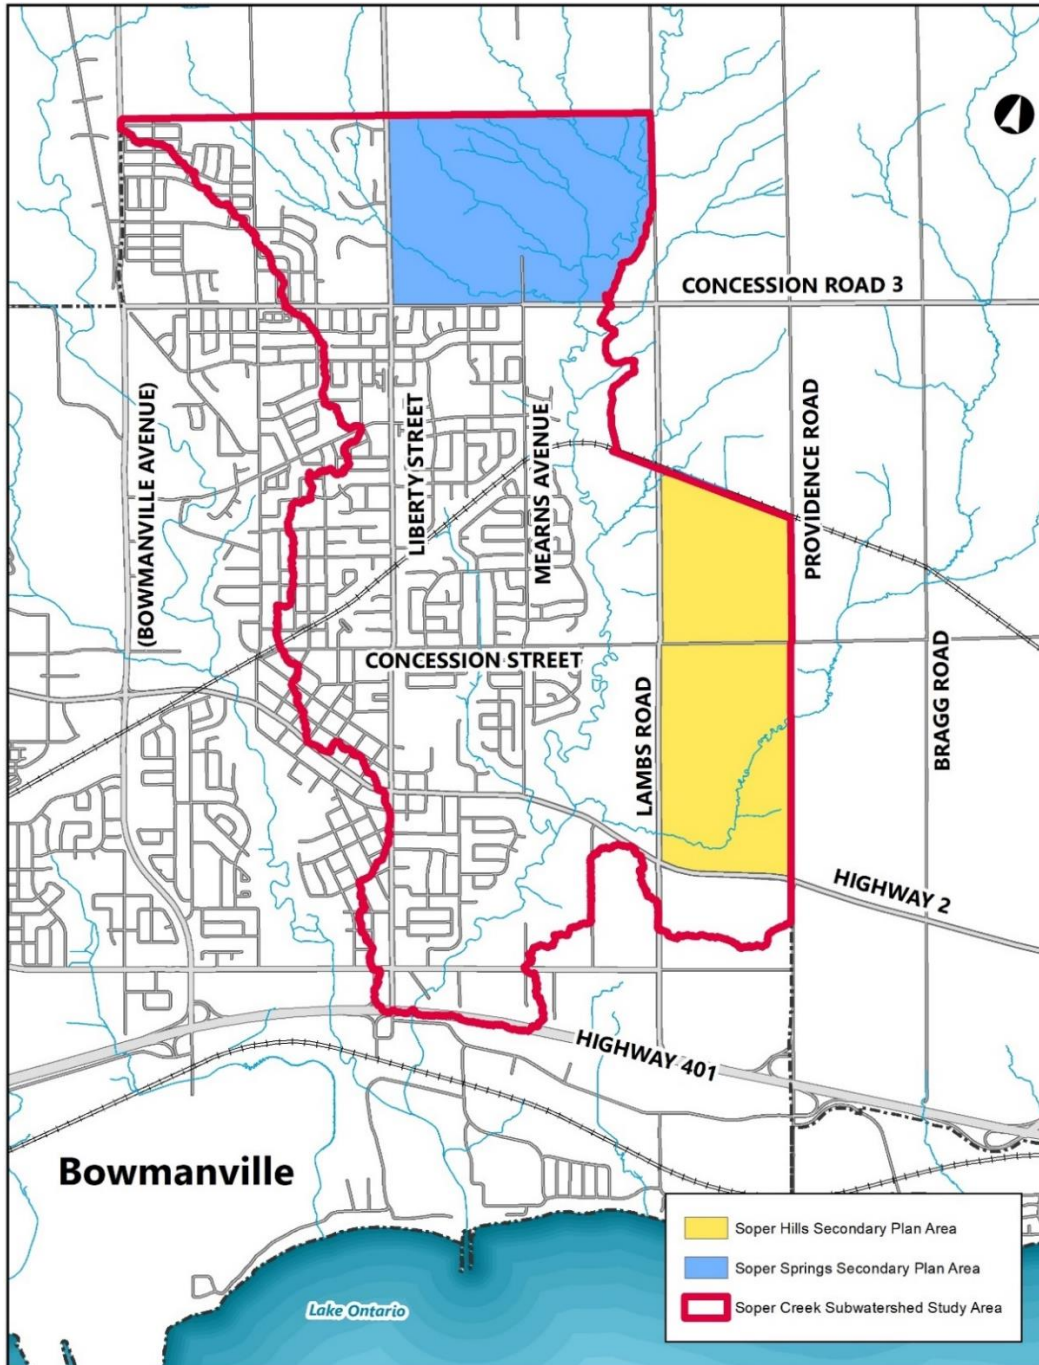 CONCESSION ROAD 3
(BOWMANVILLE AVENUE)
LIBERTY STREET
MEARNS AVENUE
PROVIDENCE ROAD
CONCESSION STREET
LAMBS ROAD
BRAGG ROAD
HIGHWAY 2
HIGHWAY 401
Bowmanville
Lake Ontario
Soper Hills Secondary Plan Area
Soper Springs Secondary Plan Area
Soper Creek Subwatershed Study Area